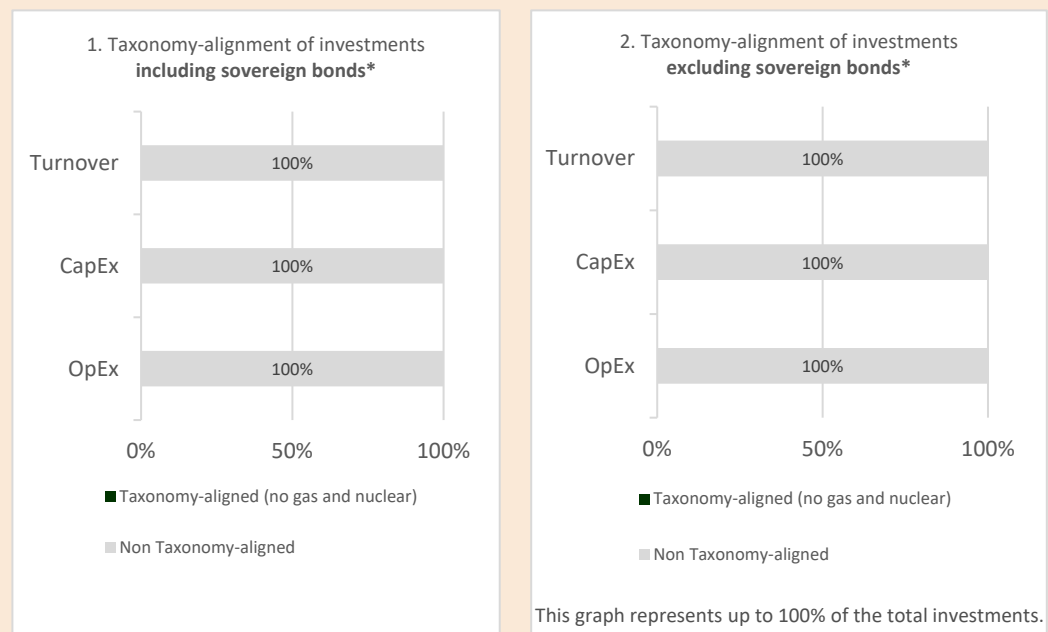 1. Taxonomy-alignment of investments
including sovereign bonds*
Turnover
100%
CapEx
100%
OpEx
100%
0%
50%
100%
Taxonomy-aligned (no gas and nuclear)
Non Taxonomy-aligned
2. Taxonomy-alignment of investments
excluding sovereign bonds*
Turnover
100%
CapEx
100%
OpEx
100%
0%
50%
100%
Taxonomy-aligned (no gas and nuclear)
Non Taxonomy-aligned
This graph represents up to 100% of the total investments.